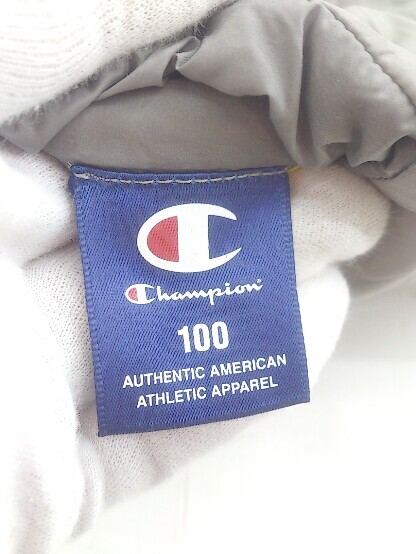 Champion
100
AUTHENTIC AMERICAN
ATHLETIC APPAREL